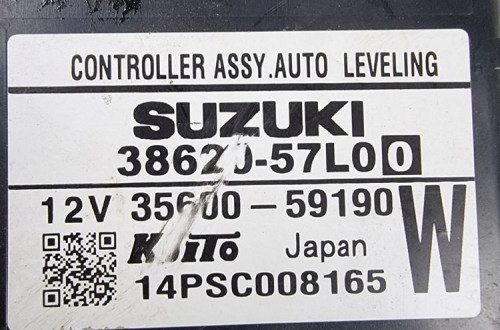 CONTROLLER ASSY.AUTO LEVELING
SUZUKI
38620-57L00
12V 35600-59190 W
KOITO Japan
14PSC008165